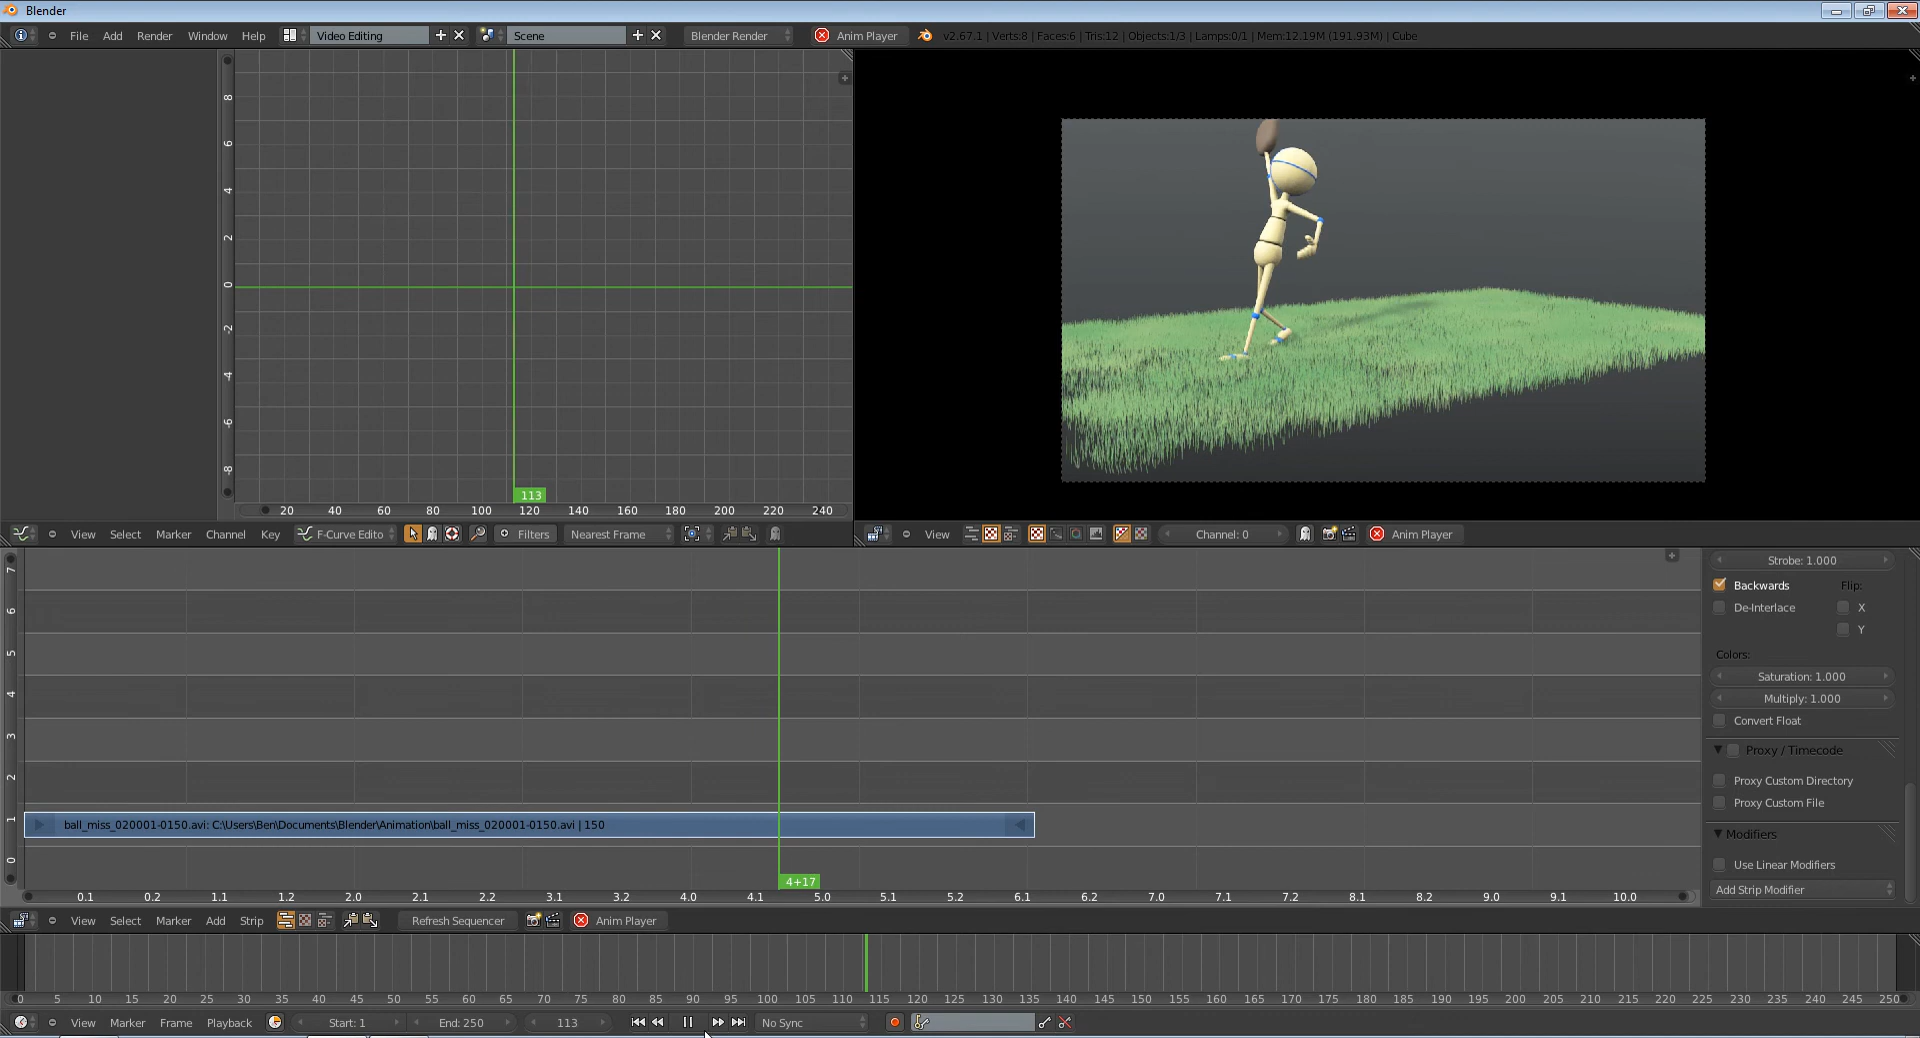 Blender
File Add Render Window Help Video Editing Scene Blender Render Anim Player v2.67.1 | Verts:8 | Faces:6 | Tris:12 | Objects:1/3 | Lamps:0/1 | Mem:12.19M (191.93M) | Cube
8
6
4
2
0
-2
-4
-6
-8
113
20 40 60 80 100 120 140 160 180 200 220 240
View Select Marker Channel Key F-Curve Edito Filters Nearest Frame
View Channel: 0 Anim Player
7
6
5
4
3
2
1
0
ball_miss_020001-0150.avi: C:\Users\Ben\Documents\Blender\Animation\ball_miss_020001-0150.avi | 150
4+17
0.1 0.2 1.1 1.2 2.1 2.2 3.1 3.2 4.0 4.1 5.0 5.1 5.2 6.1 6.2 7.0 7.1 7.2 8.1 8.2 9.0 9.1 10.0
Strobe: 1.000
Backwards Flip:
De-Interlace X
Y
Colors:
Saturation: 1.000
Multiply: 1.000
Convert Float
Proxy / Timecode
Proxy Custom Directory
Proxy Custom File
Modifiers
Use Linear Modifiers
Add Strip Modifier
View Select Marker Add Strip Refresh Sequencer Anim Player
0 5 10 15 20 25 30 35 40 45 50 55 60 65 70 75 80 85 90 95 100 105 110 115 120 125 130 135 140 145 150 155 160 165 170 175 180 185 190 195 200 205 210 215 220 225 230 235 240 245 250
View Marker Frame Playback Start: 1 End: 250 113 No Sync